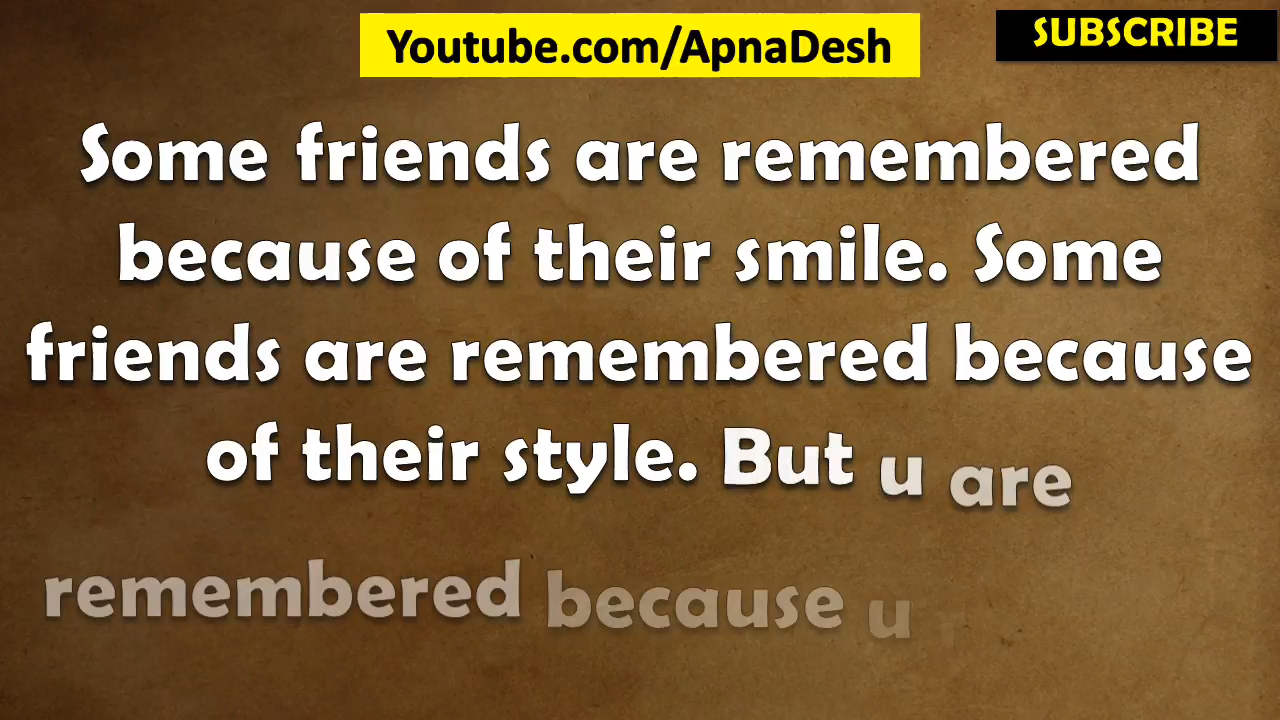 Youtube.com/ApnaDesh
SUBSCRIBE
Some friends are remembered
because of their smile. Some
friends are remembered because
of their style. But u are
remembered because u